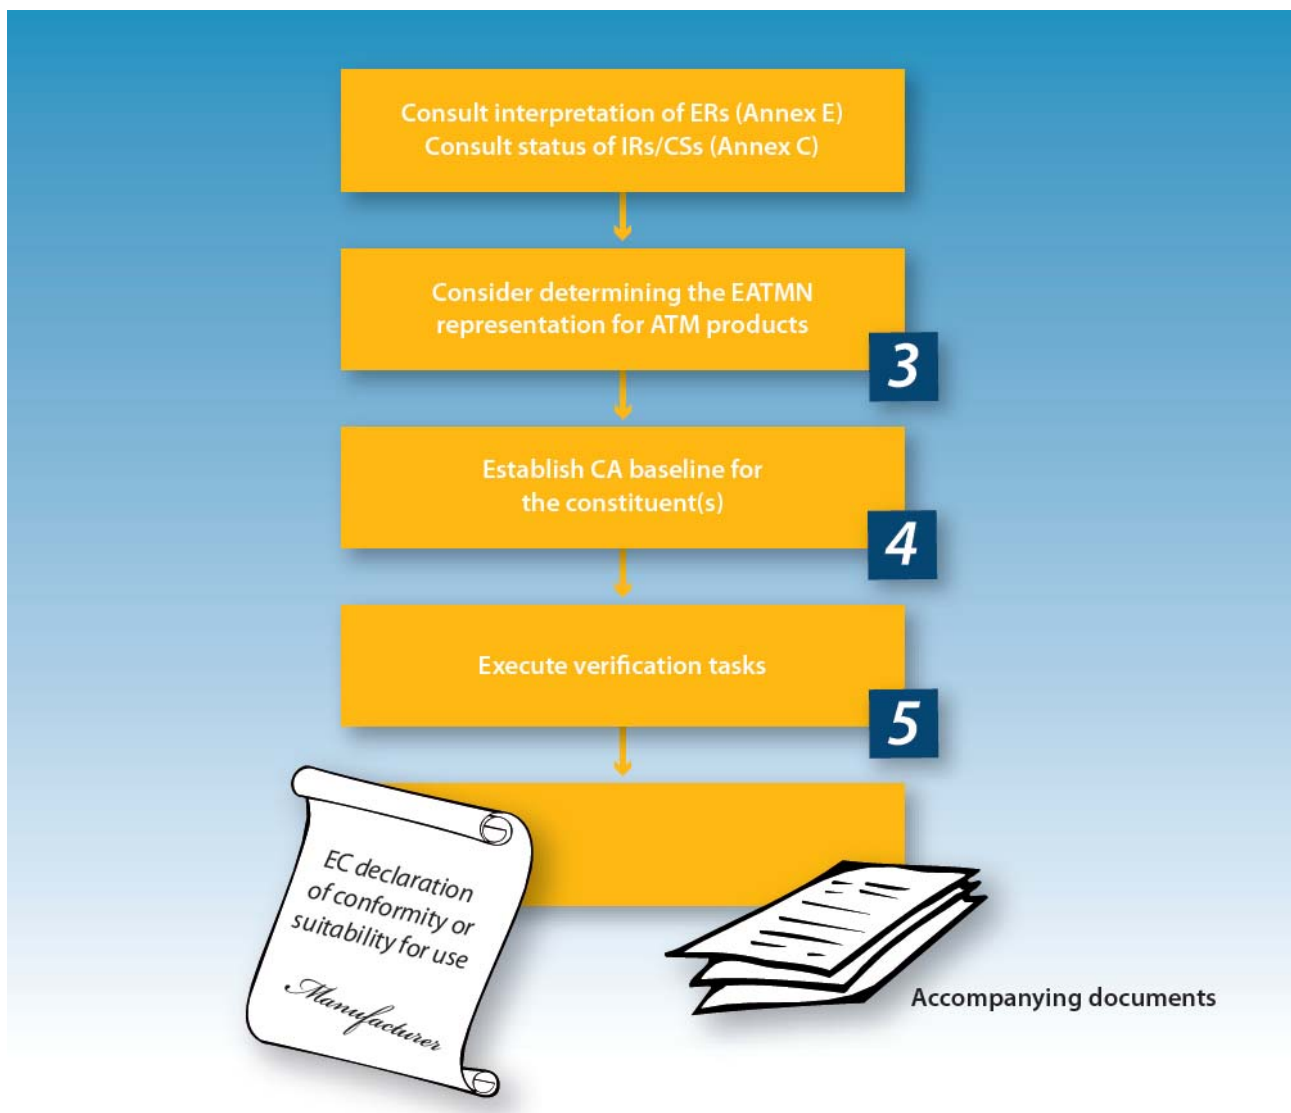 Consult interpretation of ERs (Annex E)
Consult status of IRs/CSs (Annex C)
Consider determining the EATMN
representation for ATM products
3
Establish CA baseline for
the constituent(s)
4
Execute verification tasks
5
EC declaration
of conformity or
suitability for use
Manufacturer
Accompanying documents